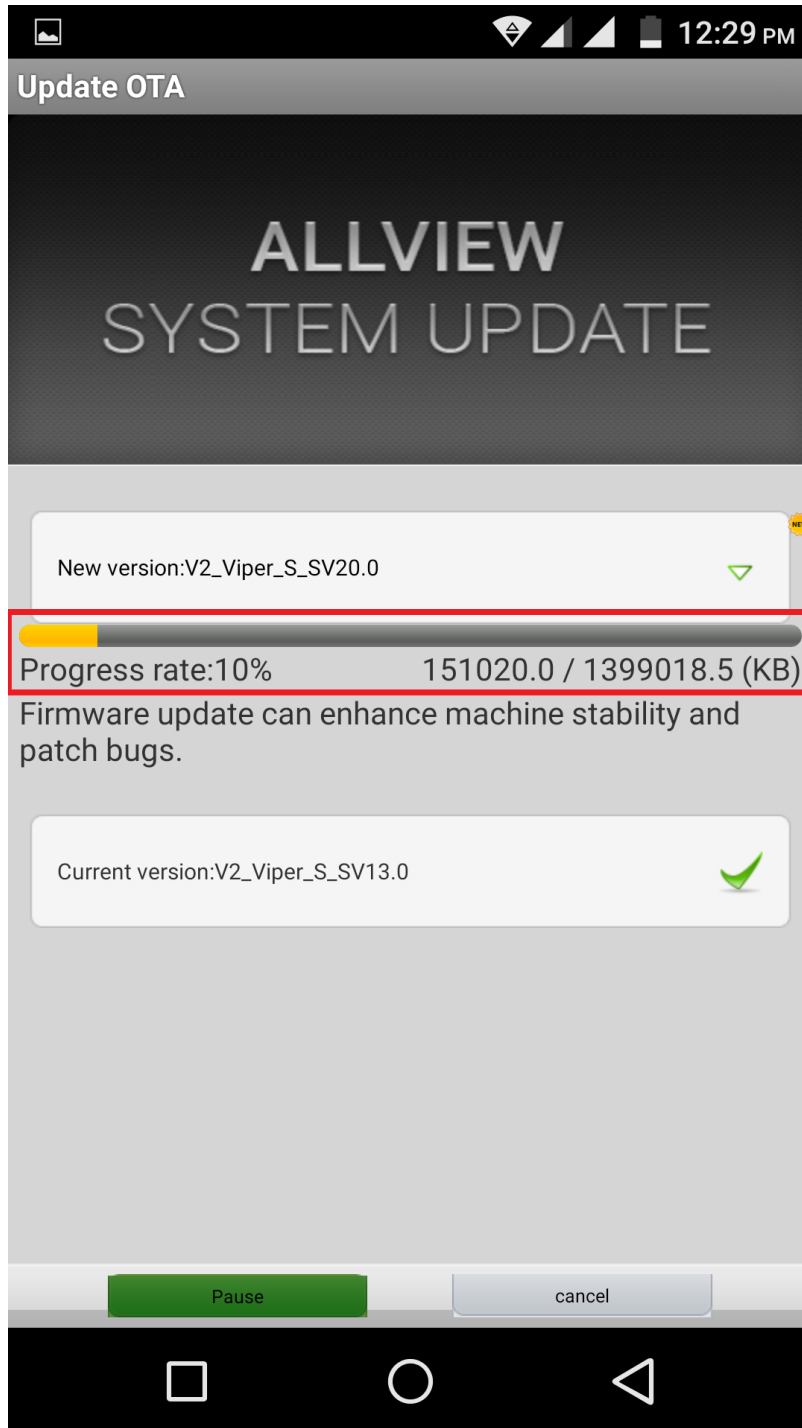 12:29 PM
Update OTA
ALLVIEW
SYSTEM UPDATE
NEW
New version:V2_Viper_S_SV20.0
Progress rate:10% 151020.0 / 1399018.5 (KB)
Firmware update can enhance machine stability and
patch bugs.
Current version:V2_Viper_S_SV13.0
Pause cancel